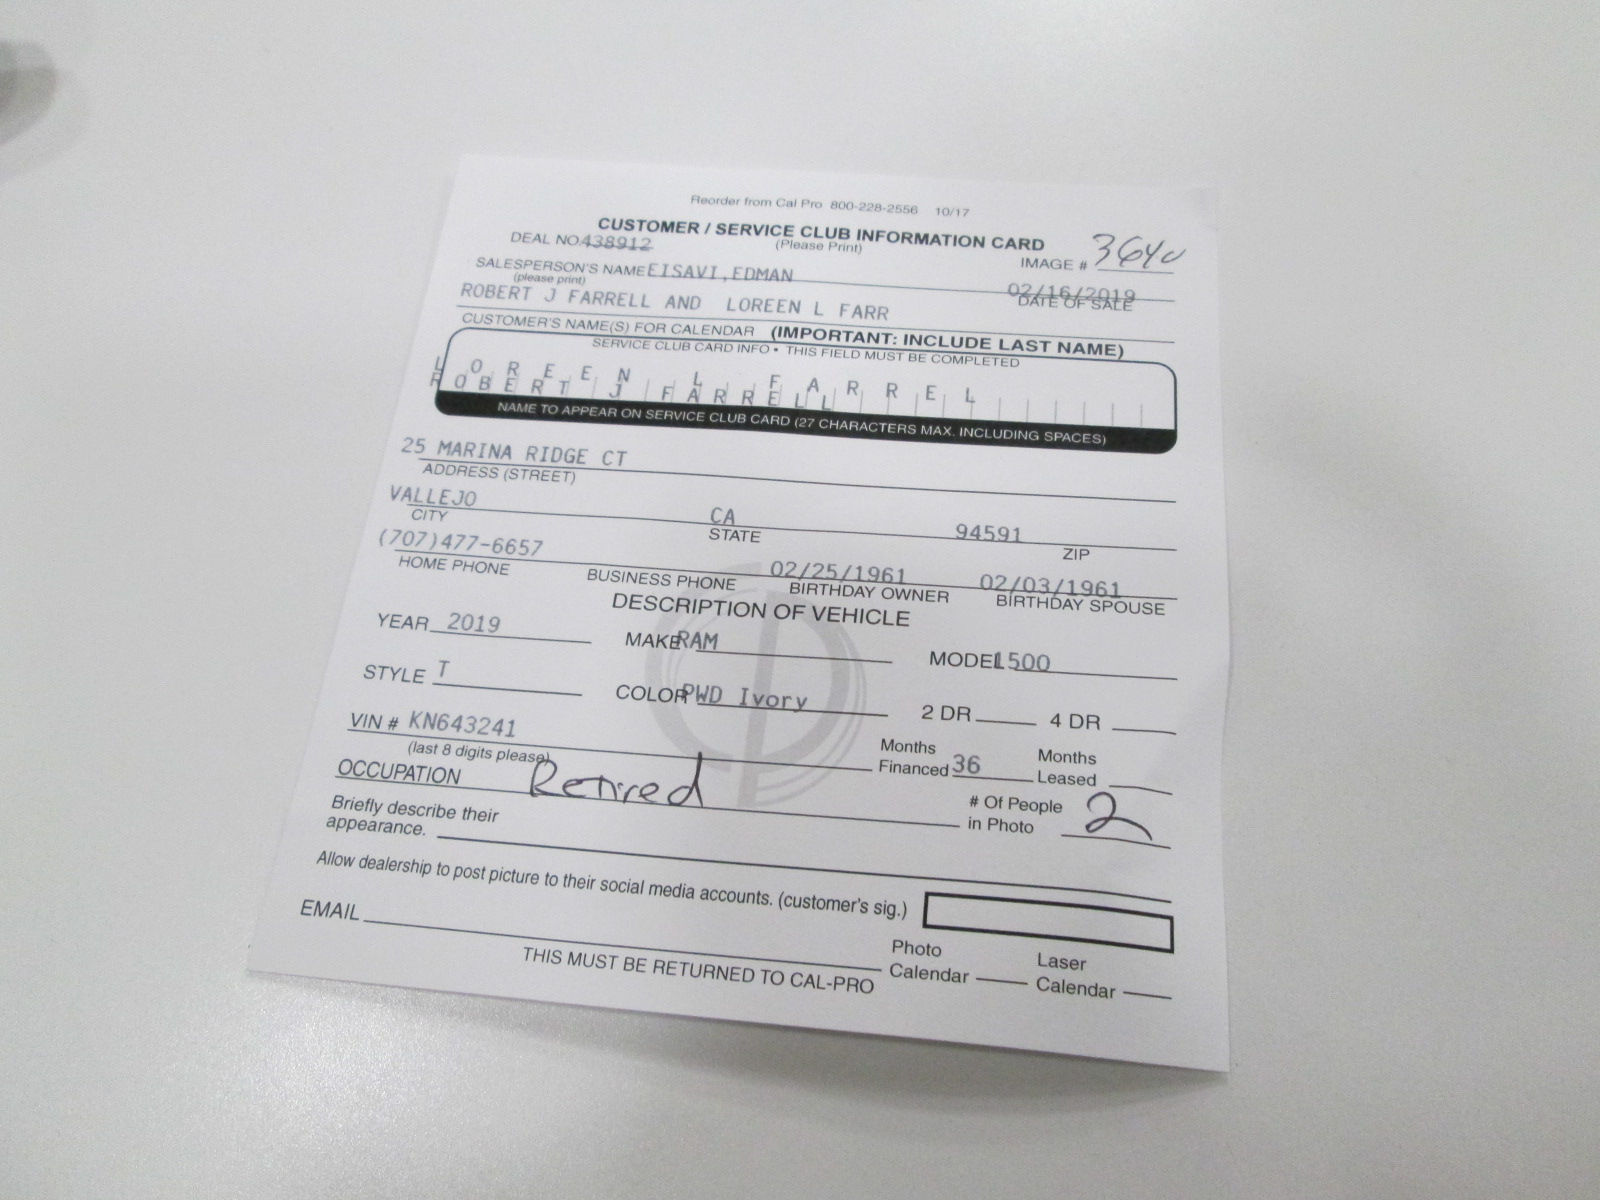 Reorder from Cal Pro 800-228-2556 10/17
CUSTOMER / SERVICE CLUB INFORMATION CARD
DEAL NO.438912 (Please Print) IMAGE # 3640
SALESPERSON'S NAME EISAVI,EDMAN 02/16/2019
(please print) DATE OF SALE
ROBERT J FARRELL AND LOREEN L FARR
CUSTOMER'S NAME(S) FOR CALENDAR (IMPORTANT: INCLUDE LAST NAME)
SERVICE CLUB CARD INFO • THIS FIELD MUST BE COMPLETED
LOREEN L FARREL
ROBERT J FARRELL
NAME TO APPEAR ON SERVICE CLUB CARD (27 CHARACTERS MAX. INCLUDING SPACES)
25 MARINA RIDGE CT
ADDRESS (STREET)
VALLEJO CA 94591
CITY STATE ZIP
(707)477-6657 02/25/1961 02/03/1961
HOME PHONE BUSINESS PHONE BIRTHDAY OWNER BIRTHDAY SPOUSE
DESCRIPTION OF VEHICLE
YEAR 2019 MAKE RAM MODEL 1500
STYLE T COLOR PWD Ivory 2 DR 4 DR
VIN # KN643241 Months Financed 36 Months Leased
(last 8 digits please)
OCCUPATION Retired # Of People in Photo 2
Briefly describe their
appearance.
Allow dealership to post picture to their social media accounts. (customer's sig.)
EMAIL Photo Calendar Laser Calendar
THIS MUST BE RETURNED TO CAL-PRO